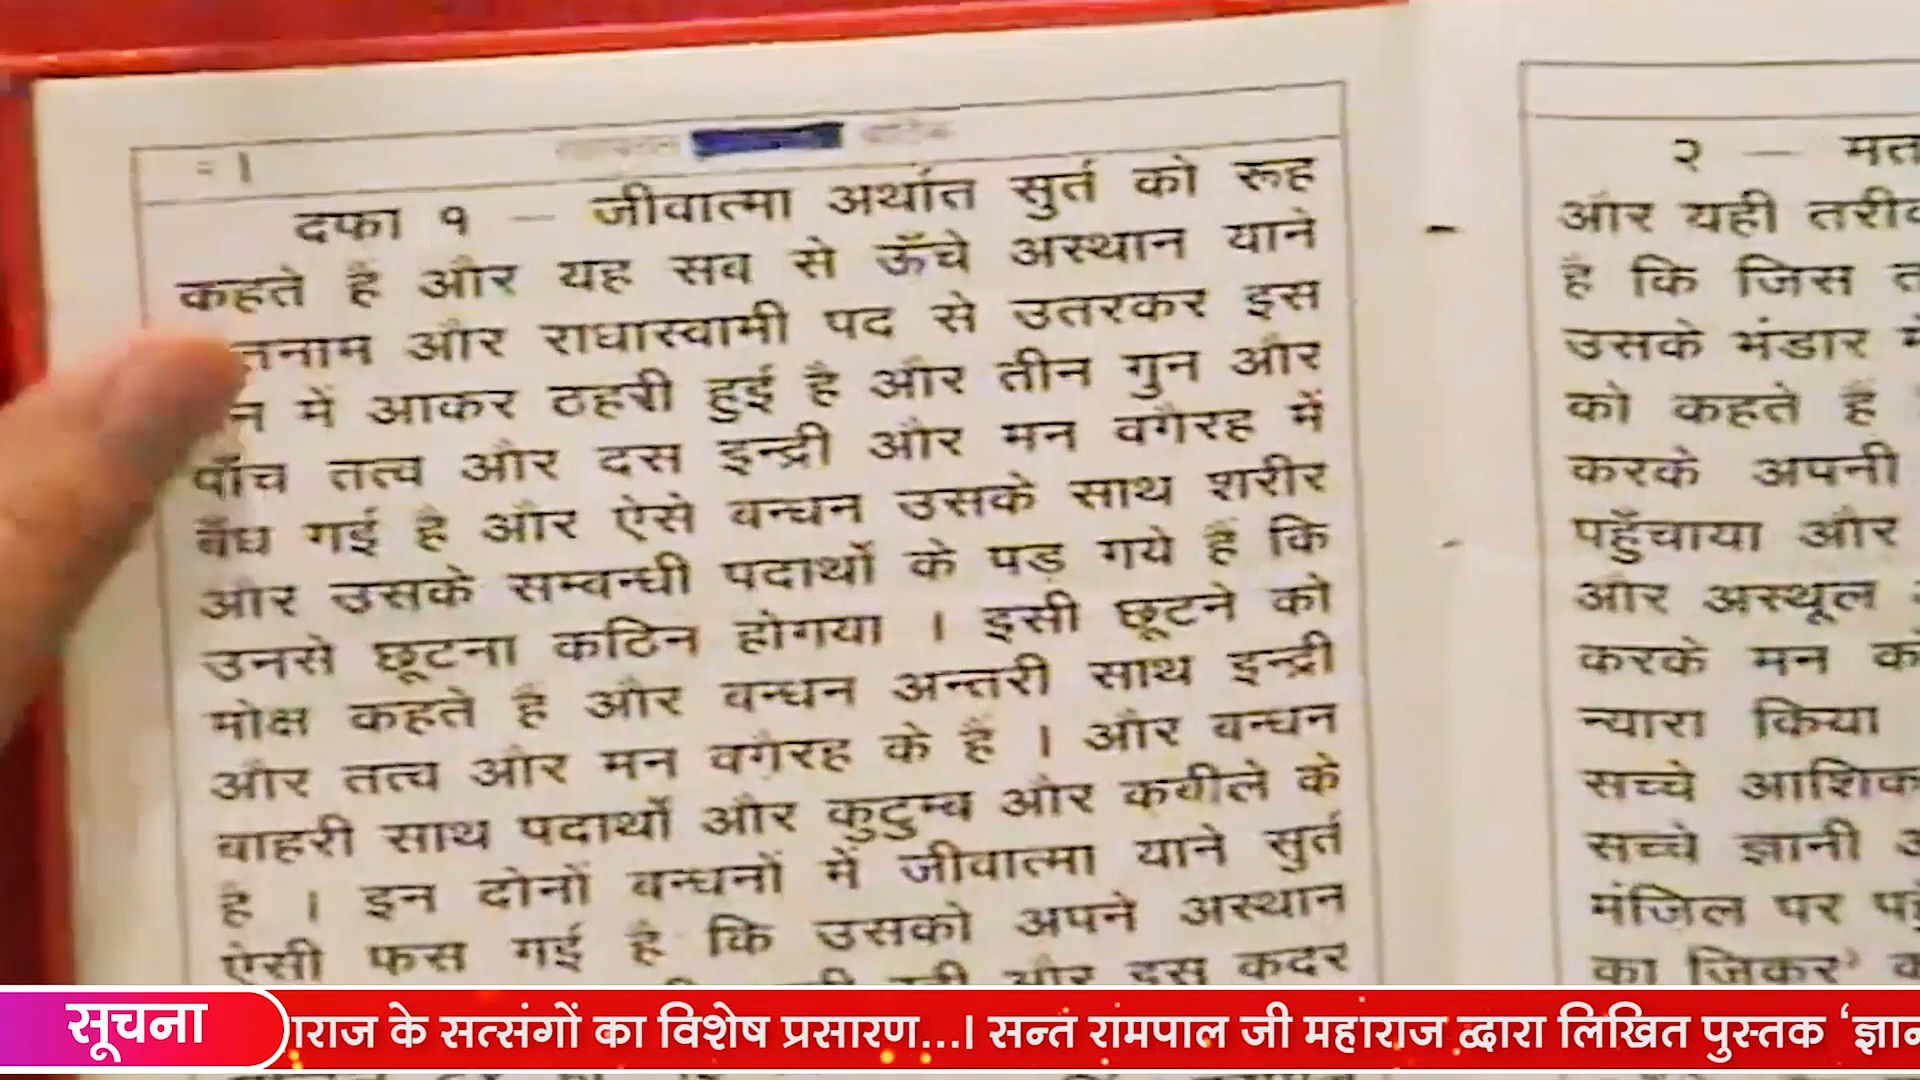 दफा १ – जीवात्मा अर्थात सुर्त को रूह
कहते हैं और यह सब से ऊँचे अस्थान याने
तनाम और राधास्वामी पद से उतरकर इस
न में आकर ठहरी हुई है और तीन गुन और
पाँच तत्व और दस इन्द्री और मन वगैरह में
बँध गई है और ऐसे बन्धन उसके साथ शरीर
और उसके सम्बन्धी पदार्थों के पड़ गये हैं कि
उनसे छूटना कठिन होगया । इसी छूटने को
मोक्ष कहते हैं और बन्धन अन्तरी साथ इन्द्री
और तत्व और मन वगैरह के हैं । और बन्धन
बाहरी साथ पदार्थों और कुटुम्ब और कबीले के
है । इन दोनों बन्धनों में जीवात्मा याने सुर्त
ऐसी फस गई है कि उसको अपने अस्थान
और दस कदर
२ – मत
और यही तरीक
है कि जिस
उसके भंडार में
को कहते हैं
करके अपनी
पहुँचाया और
और अस्थूल
करके मन को
न्यारा किया
सच्चे आशिक
सच्चे ज्ञानी
मंजिल पर
का जिकर
सूचना
ाराज के सत्संगों का विशेष प्रसारण...। सन्त रामपाल जी महाराज द्वारा लिखित पुस्तक ‘ज्ञान